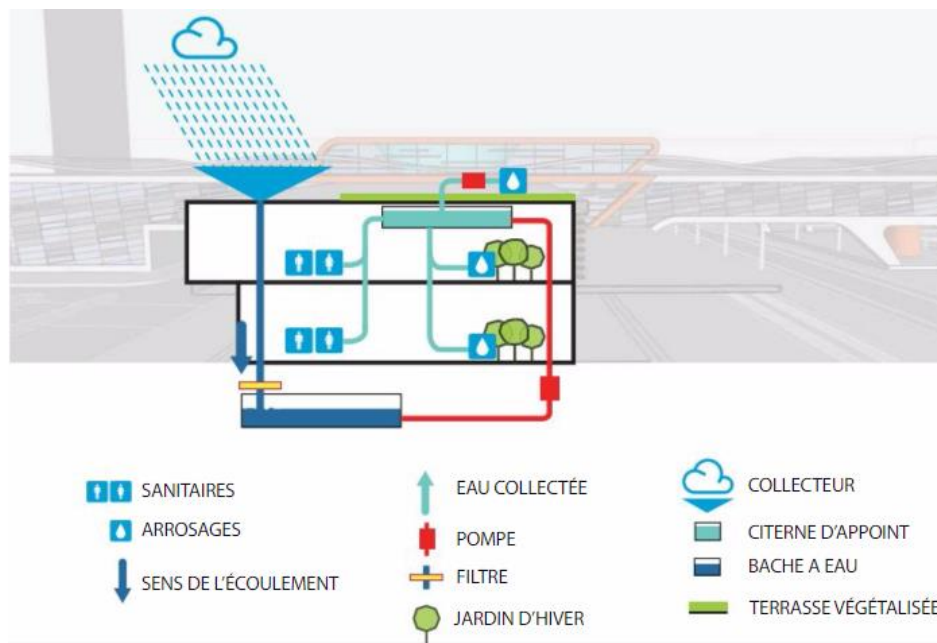 SANITAIRES
ARROSAGES
SENS DE L'ÉCOULEMENT
EAU COLLECTÉE
POMPE
FILTRE
JARDIN D'HIVER
COLLECTEUR
CITERNE D'APPOINT
BACHE A EAU
TERRASSE VÉGÉTALISÉE